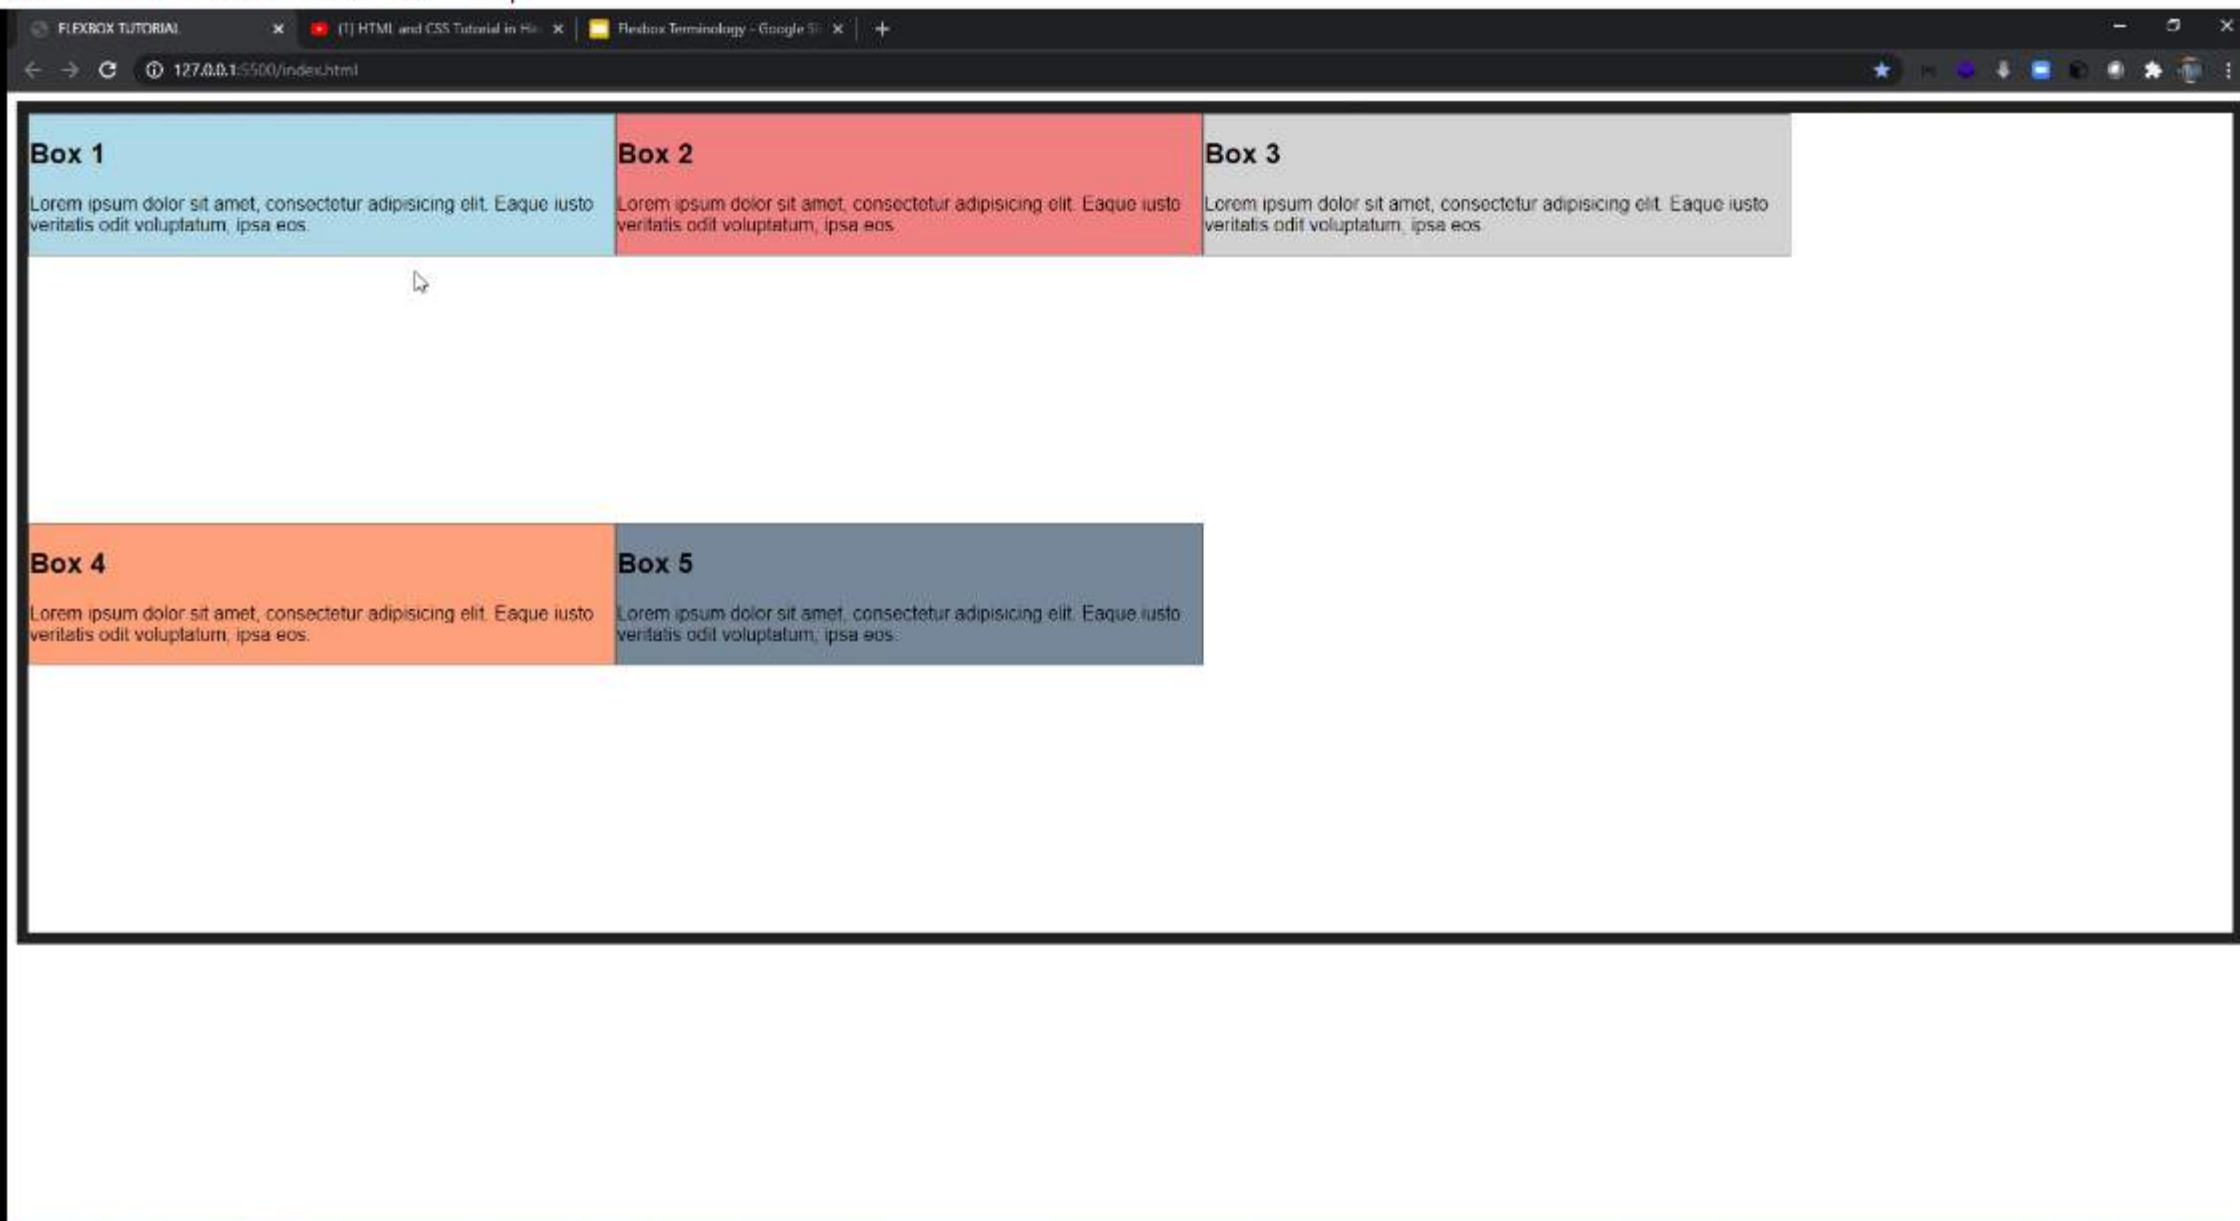 FLEXBOX TUTORIAL
(1) HTML and CSS Tutorial in Hi
Flexbox Terminology - Google Sl
127.0.0.1:5500/index.html
Box 1
Lorem ipsum dolor sit amet, consectetur adipisicing elit. Eaque iusto
veritatis odit voluptatum, ipsa eos.
Box 2
Lorem ipsum dolor sit amet, consectetur adipisicing elit. Eaque iusto
veritatis odit voluptatum, ipsa eos.
Box 3
Lorem ipsum dolor sit amet, consectetur adipisicing elit. Eaque iusto
veritatis odit voluptatum, ipsa eos.
Box 4
Lorem ipsum dolor sit amet, consectetur adipisicing elit. Eaque iusto
veritatis odit voluptatum, ipsa eos.
Box 5
Lorem ipsum dolor sit amet, consectetur adipisicing elit. Eaque iusto
veritatis odit voluptatum, ipsa eos.